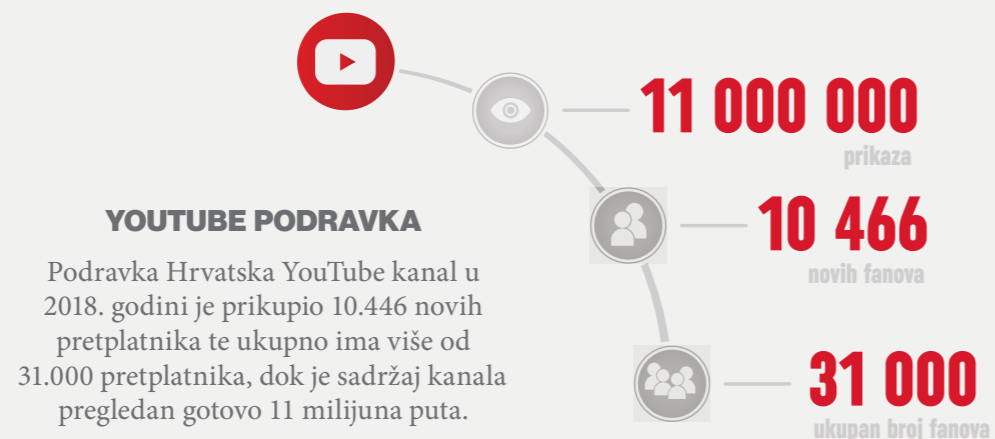 11 000 000
prikaza
10 466
novih fanova
YOUTUBE PODRAVKA
Podravka Hrvatska YouTube kanal u
2018. godini je prikupio 10.446 novih
pretplatnika te ukupno ima više od
31.000 pretplatnika, dok je sadržaj kanala
pregledan gotovo 11 milijuna puta.
31 000
ukupan broj fanova